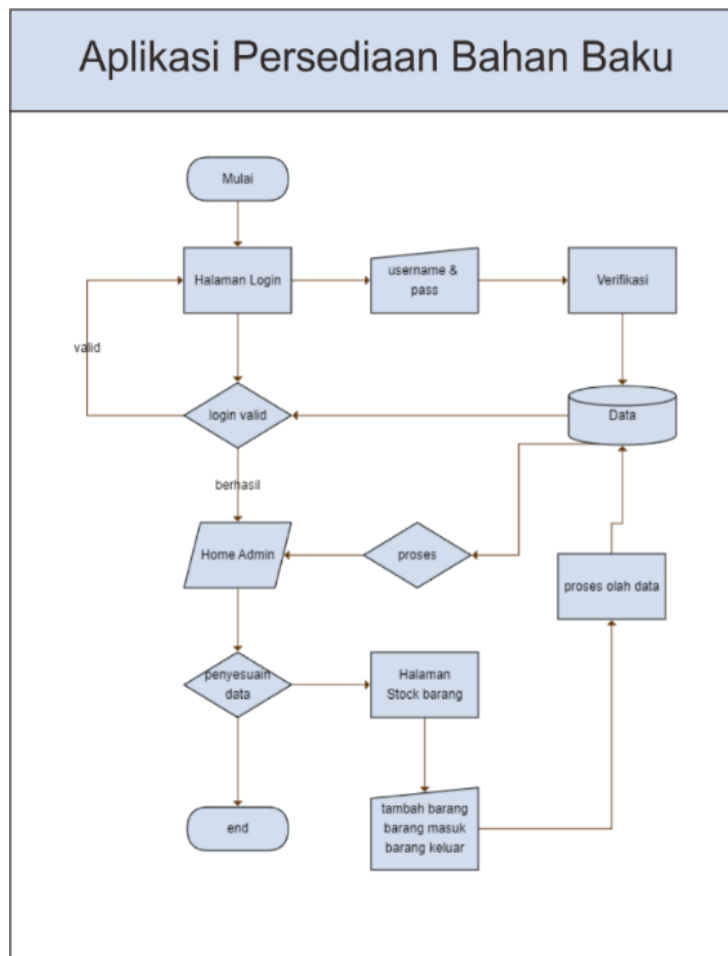 Aplikasi Persediaan Bahan Baku
Mulai
Halaman Login
username &
pass
Verifikasi
valid
login valid
Data
berhasil
Home Admin
proses
proses olah data
penyesuain
data
Halaman
Stock barang
end
tambah barang
barang masuk
barang keluar